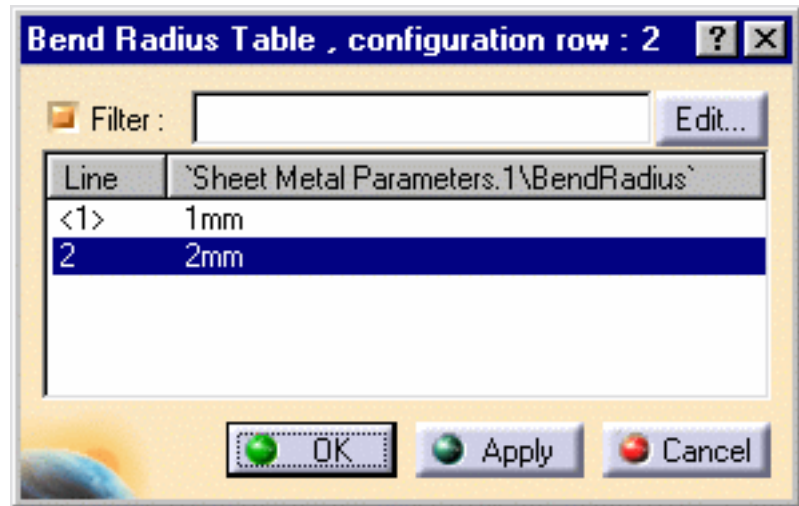 Bend Radius Table , configuration row : 2 ? X
Filter : Edit...
Line `Sheet Metal Parameters.1\BendRadius`
<1> 1mm
2 2mm
OK Apply Cancel